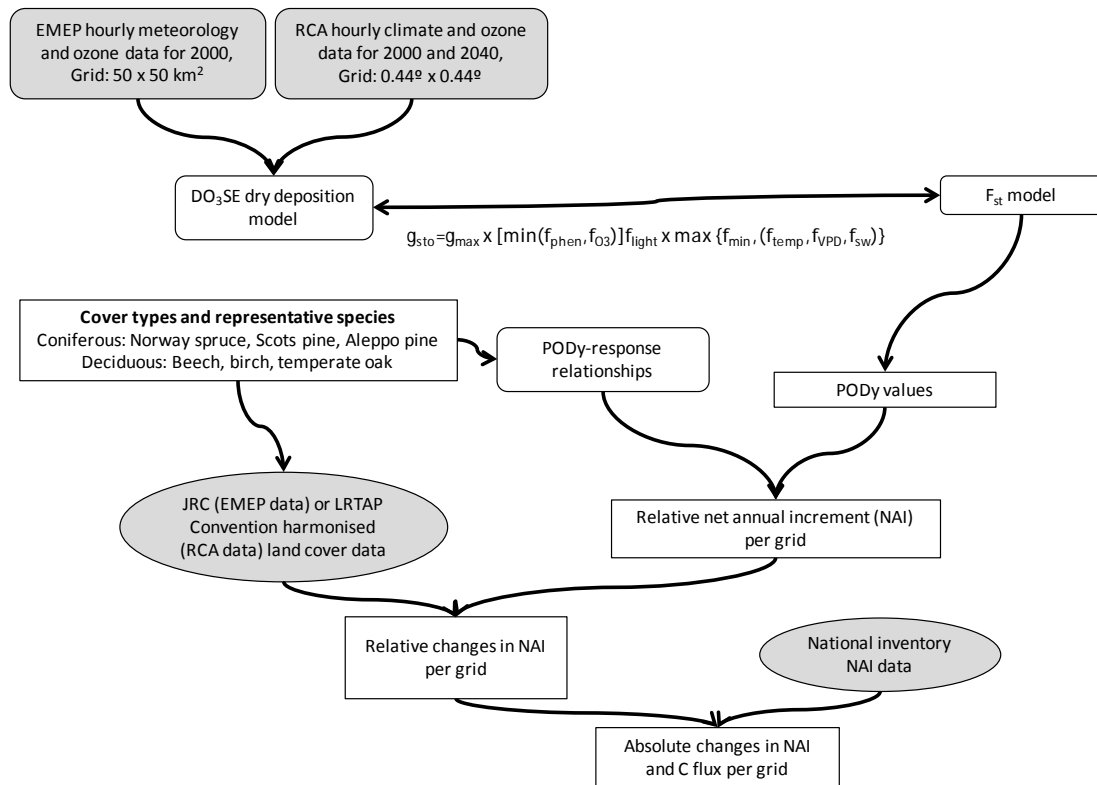 EMEP hourly meteorology
and ozone data for 2000,
Grid: 50 x 50 km²
RCA hourly climate and ozone
data for 2000 and 2040,
Grid: 0.44º x 0.44º
DO₃SE dry deposition
model
Fst model
gsto=gmax x [min(fphen,fO3)]flight x max {fmin,(ftemp,fVPD,fsw)}
Cover types and representative species
Coniferous: Norway spruce, Scots pine, Aleppo pine
Deciduous: Beech, birch, temperate oak
PODy-response
relationships
PODy values
JRC (EMEP data) or LRTAP
Convention harmonised
(RCA data) land cover data
Relative net annual increment (NAI)
per grid
Relative changes in NAI
per grid
National inventory
NAI data
Absolute changes in NAI
and C flux per grid